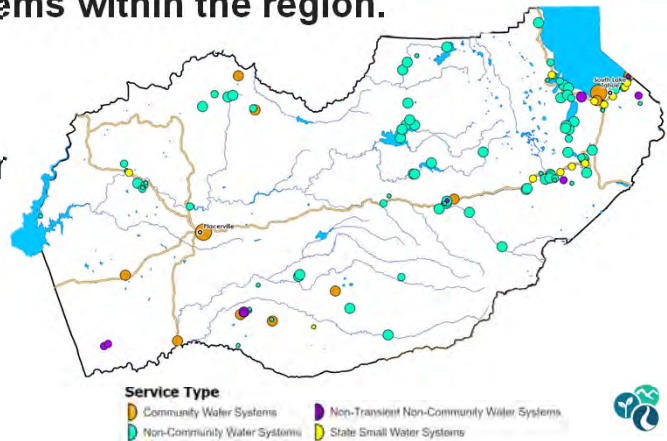 ems within the region.
r
South Lake
Tahoe
Placerville
Service Type
Community Water Systems
Non-Transient Non-Community Water Systems
Non-Community Water Systems
State Small Water Systems